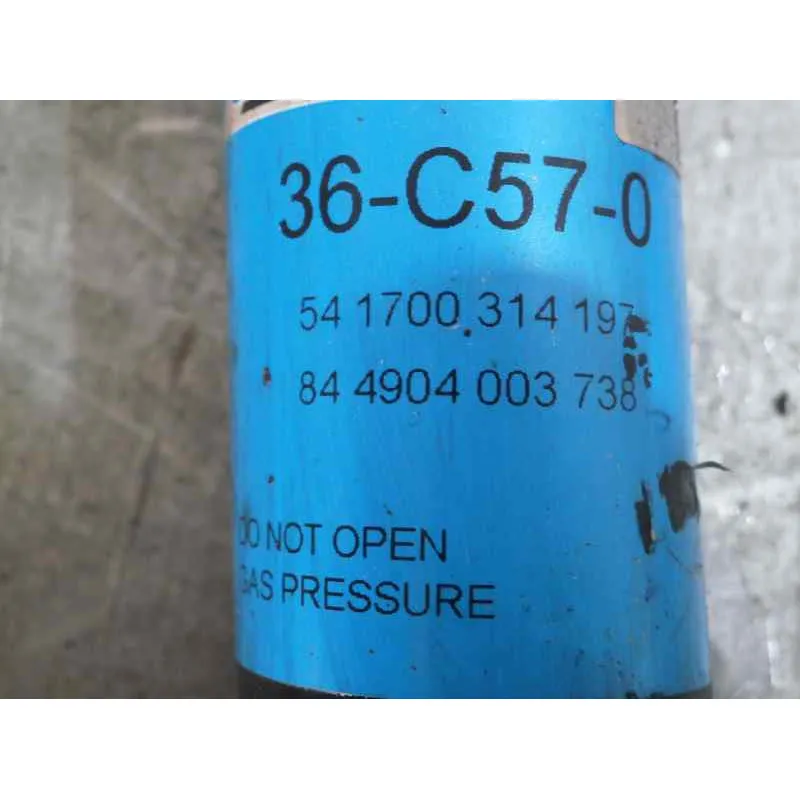 36-C57-0
54 1700 314 197
84 4904 003 738
DO NOT OPEN
GAS PRESSURE